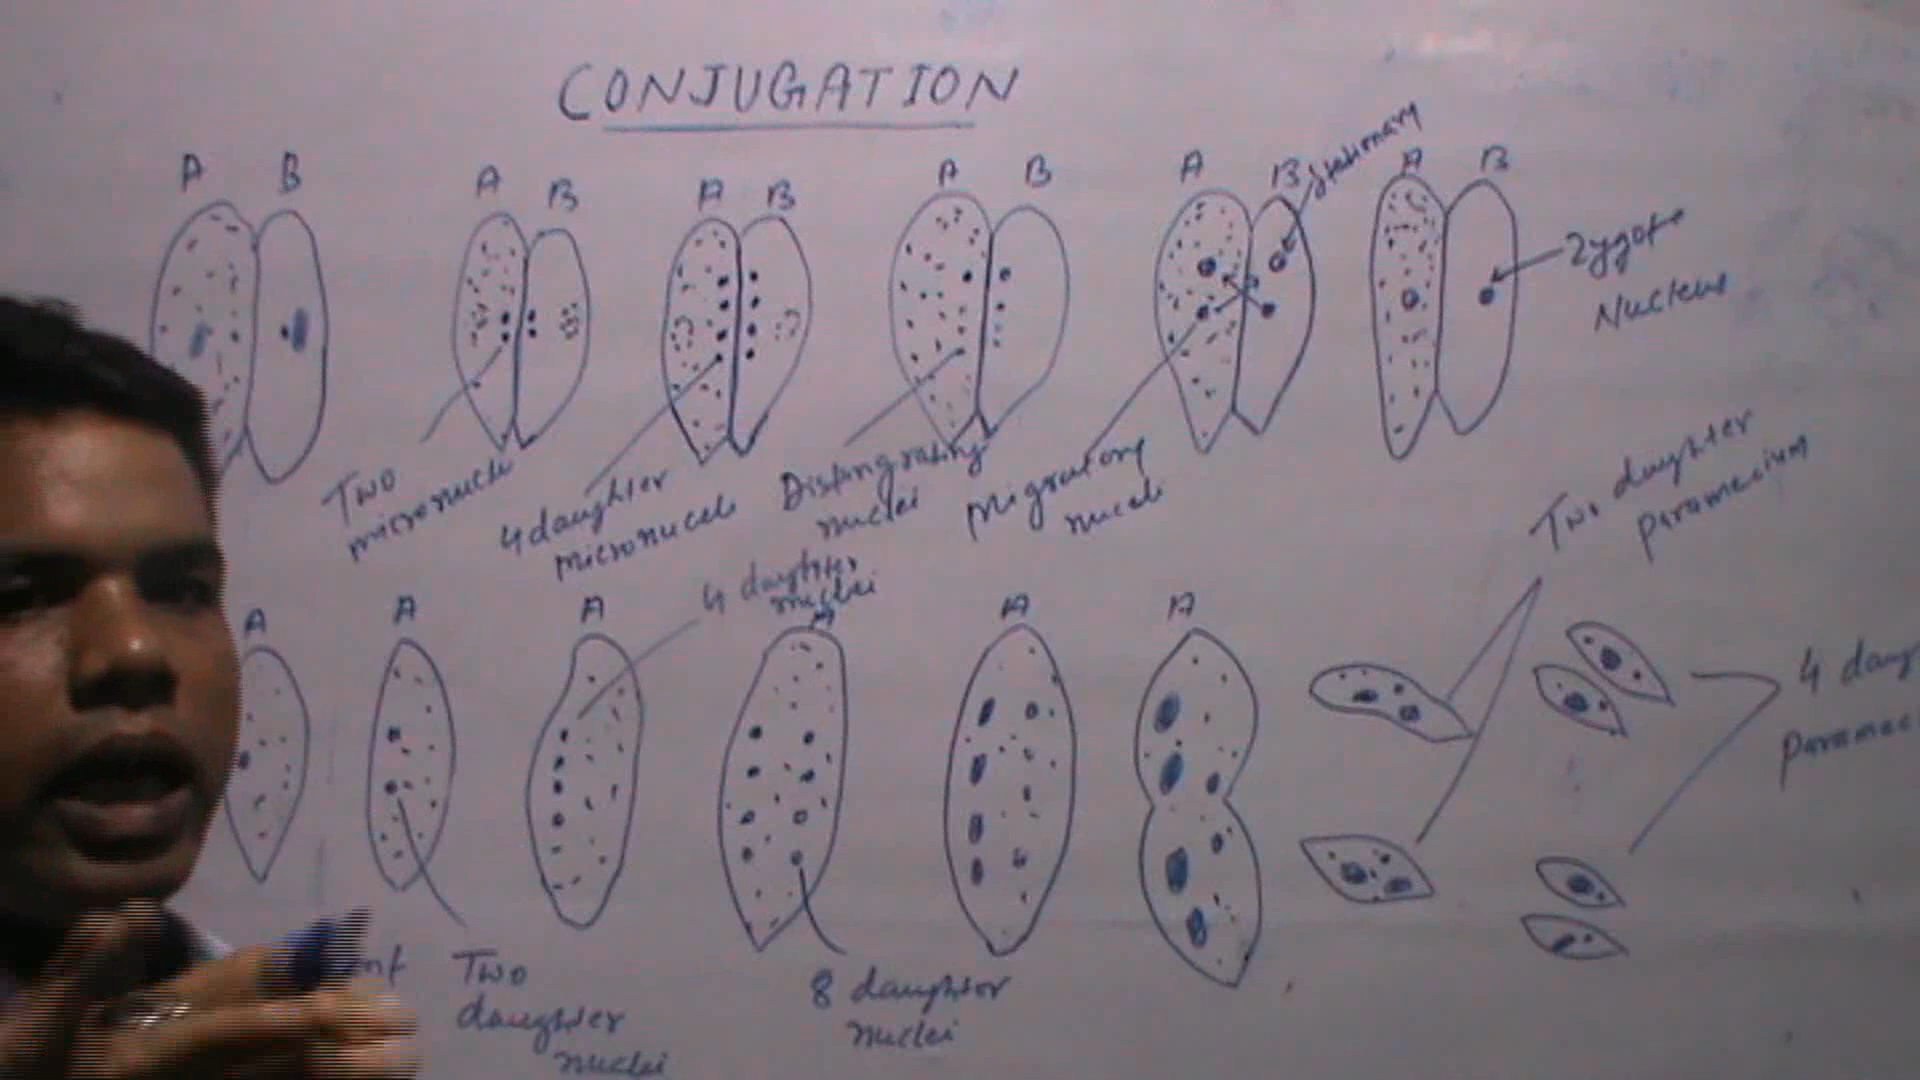 CONJUGATION
A B
A B
A B
A B
A B
A B
stationary
Zygote
Nucleus
Two
micronuclei
4 daughter
micronuclei
nuclei
Migratory
nuclei
Two daughter
paramecium
A
A
A
4 daughter
nuclei
A
A
A
4 daug
paramec
Two
daughter
nuclei
8 daughter
nuclei